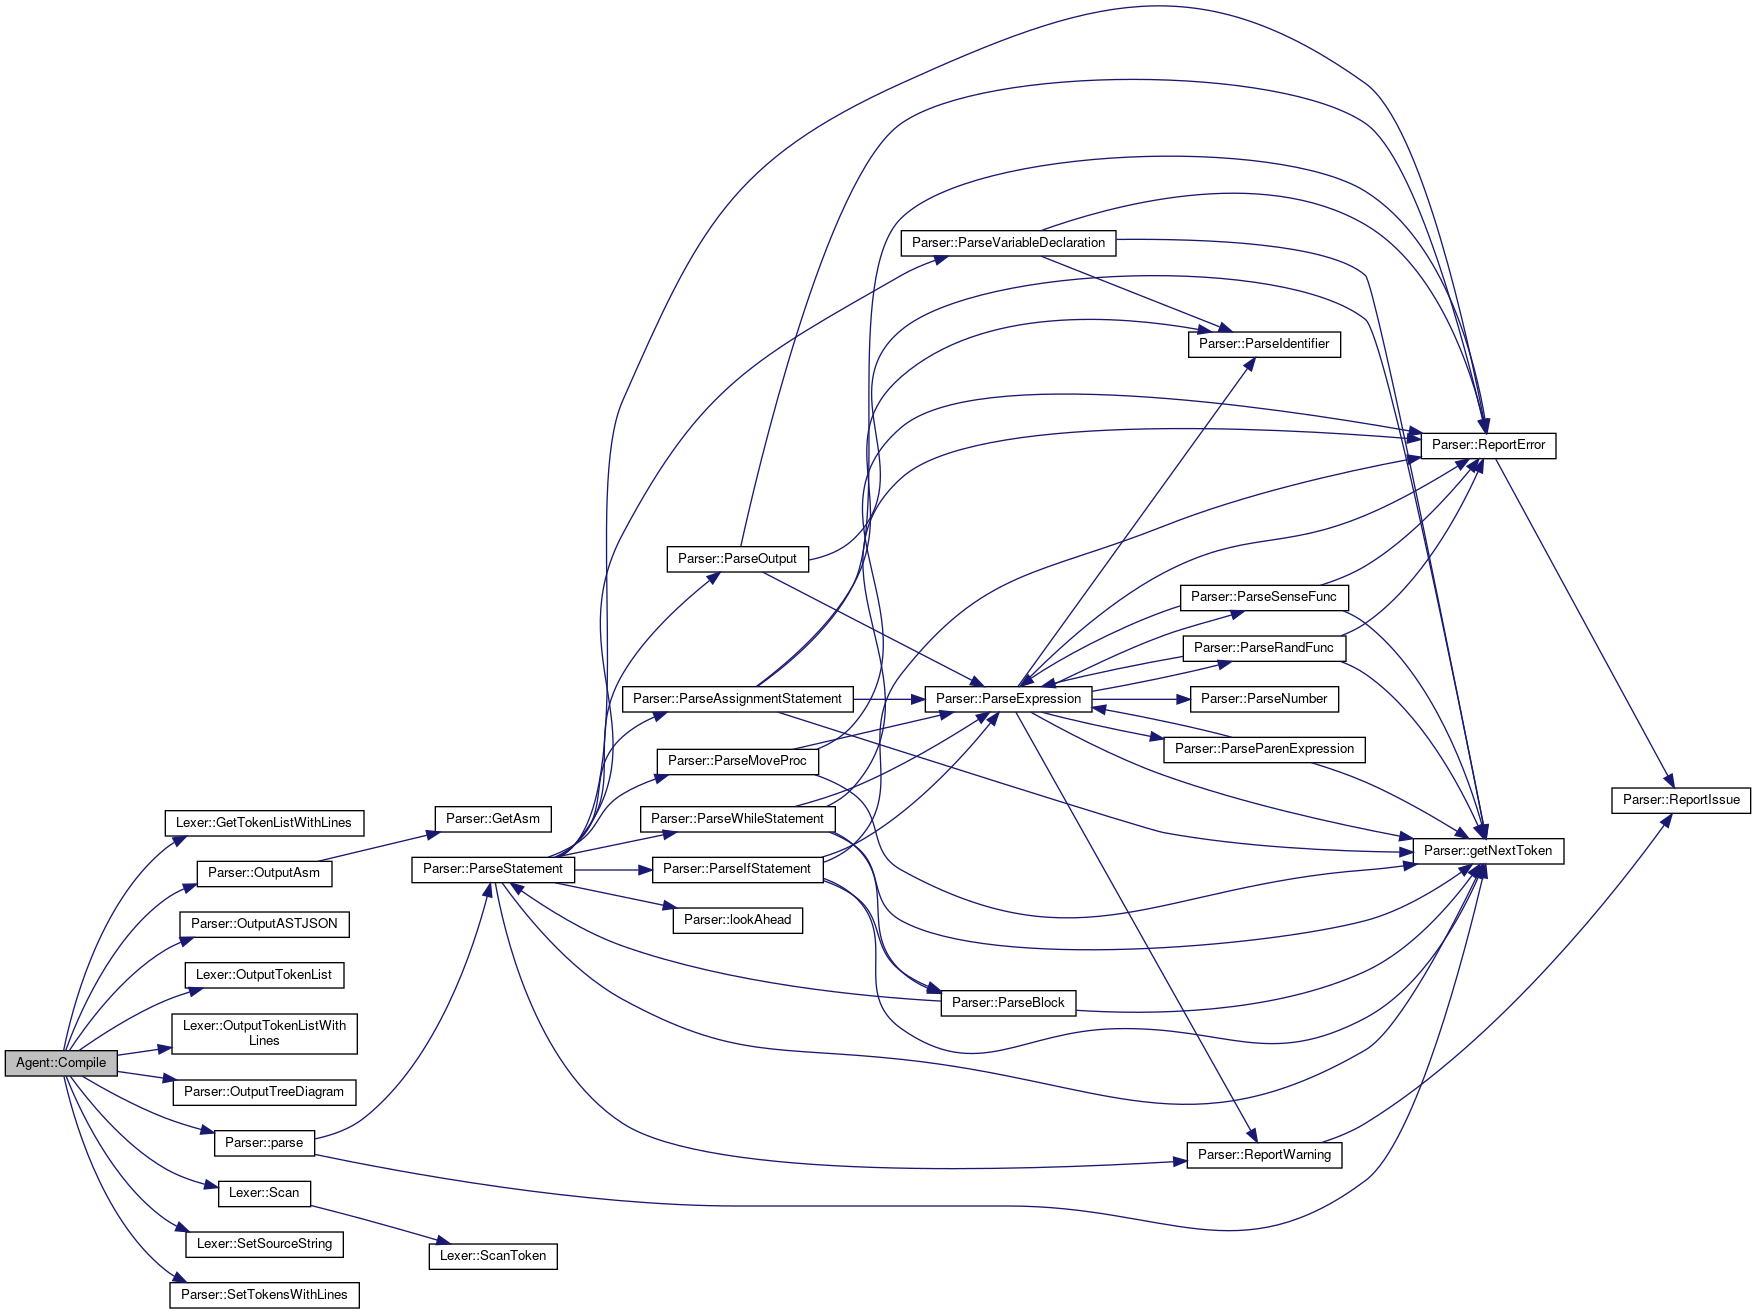 Parser::ParseVariableDeclaration
Parser::ParseIdentifier
Parser::ReportError
Parser::ParseOutput
Parser::ParseSenseFunc
Parser::ParseRandFunc
Parser::ParseAssignmentStatement
Parser::ParseExpression
Parser::ParseNumber
Parser::ParseMoveProc
Parser::ParseParenExpression
Parser::ReportIssue
Lexer::GetTokenListWithLines
Parser::GetAsm
Parser::ParseWhileStatement
Parser::getNextToken
Parser::OutputAsm
Parser::ParseStatement
Parser::ParseIfStatement
Parser::OutputASTJSON
Parser::lookAhead
Lexer::OutputTokenList
Parser::ParseBlock
Lexer::OutputTokenListWith
Lines
Agent::Compile
Parser::OutputTreeDiagram
Parser::parse
Parser::ReportWarning
Lexer::Scan
Lexer::SetSourceString
Lexer::ScanToken
Parser::SetTokensWithLines